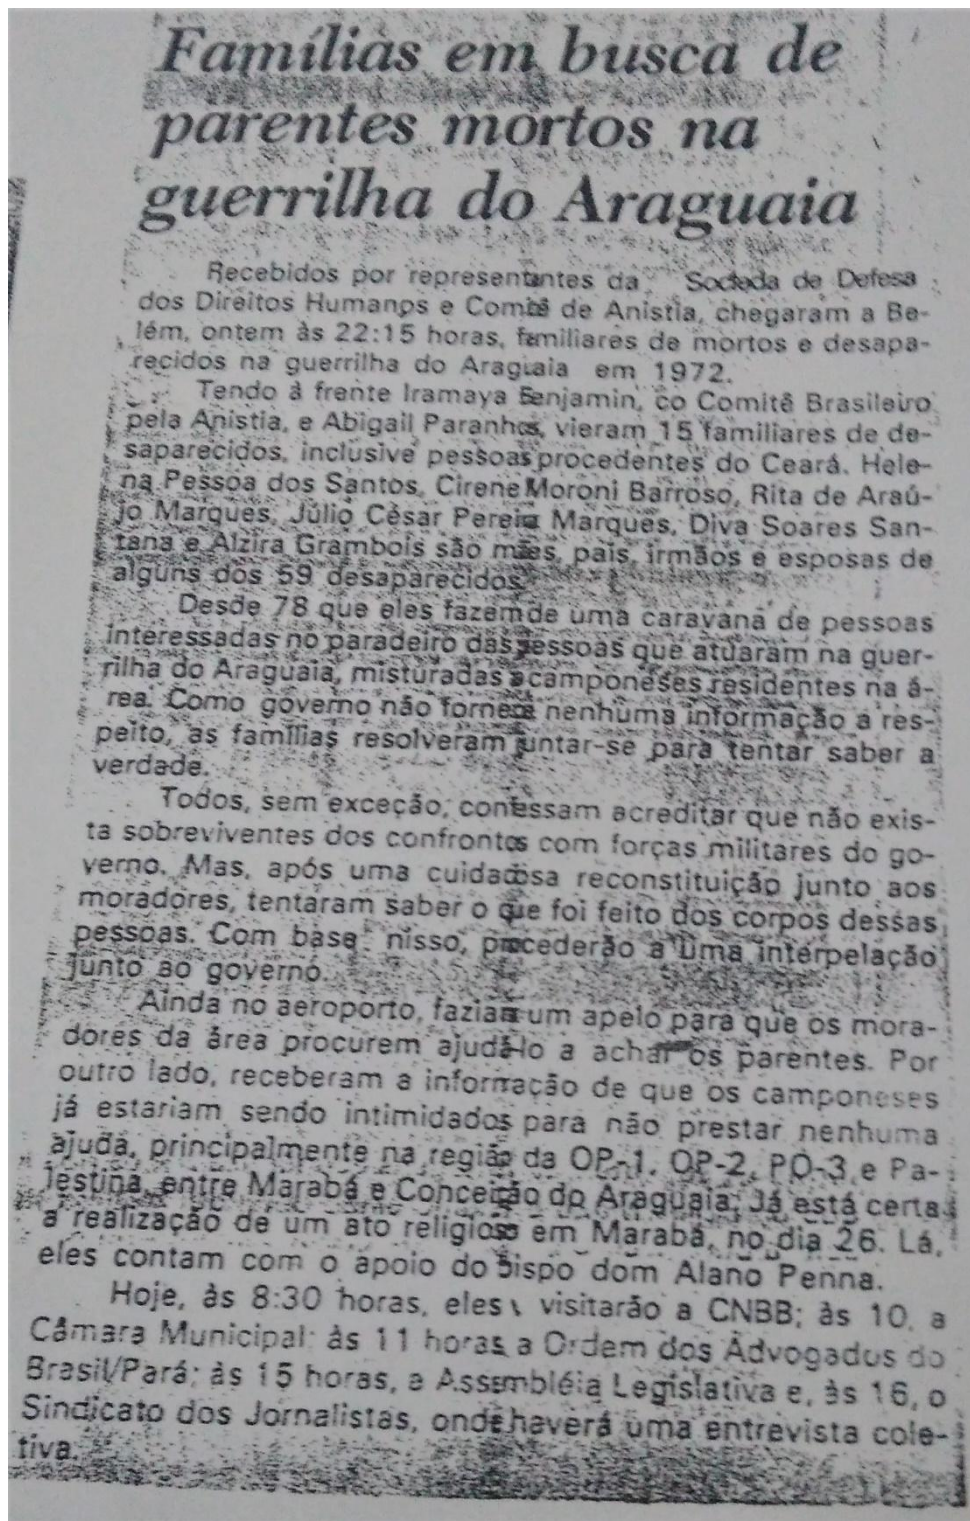 Famílias em busca de
parentes mortos na
guerrilha do Araguaia
Recebidos por representantes da Socieda de Defesa
dos Direitos Humanos e Comitê de Anistia, chegaram a Be-
lém, ontem às 22:15 horas, familiares de mortos e desapa-
recidos na guerrilha do Araguaia em 1972.
Tendo à frente Iramaya Benjamin, co Comitê Brasileiro
pela Anistia, e Abigail Paranhos, vieram 15 familiares de de-
saparecidos, inclusive pessoas procedentes do Ceará. Hele-
na Pessoa dos Santos, Cirene Moroni Barroso, Rita de Araú-
jo Marques, Júlio César Pereia Marques, Diva Soares San-
tana e Alzira Grambois são mães, pais, irmãos e esposas de
alguns dos 59 desaparecidos.
Desde 78 que eles fazem de uma caravana de pessoas
interessadas no paradeiro das pessoas que atuaram na guer-
rilha do Araguaia, misturadas a camponeses residentes na á-
rea. Como governo não fornece nenhuma informação a res-
peito, as famílias resolveram juntar-se para tentar saber a
verdade.
Todos, sem exceção, confessam acreditar que não exis-
ta sobreviventes dos confrontos com forças militares do go-
verno. Mas, após uma cuidadosa reconstituição junto aos
moradores, tentaram saber o que foi feito dos corpos dessas
pessoas. Com base nisso, procederão a uma interpelação
junto ao governo.
Ainda no aeroporto, faziam um apelo para que os mora-
dores da área procurem ajudá-lo a achar os parentes. Por
outro lado, receberam a informação de que os camponeses
já estariam sendo intimidados para não prestar nenhuma
ajuda, principalmente na região da OP-1, OP-2, PO-3 e Pa-
lestina, entre Marabá e Conceição do Araguaia. Já está certa
a realização de um ato religioso em Marabá, no dia 26. Lá,
eles contam com o apoio do bispo dom Alano Penna.
Hoje, às 8:30 horas, eles visitarão a CNBB; às 10, a
Câmara Municipal; às 11 horas a Ordem dos Advogados do
Brasil/Pará; às 15 horas, a Assembléia Legislativa e, às 16, o
Sindicato dos Jornalistas, onde haverá uma entrevista cole-
tiva.